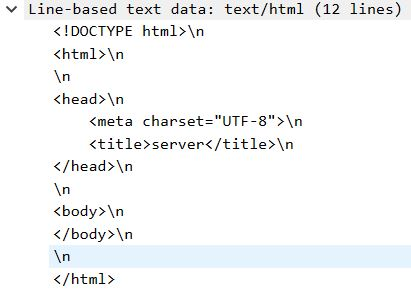 Line-based text data: text/html (12 lines)
<!DOCTYPE html>\n
<html>\n
\n
<head>\n
    <meta charset="UTF-8">\n
    <title>server</title>\n
</head>\n
\n
<body>\n
</body>\n
\n
</html>